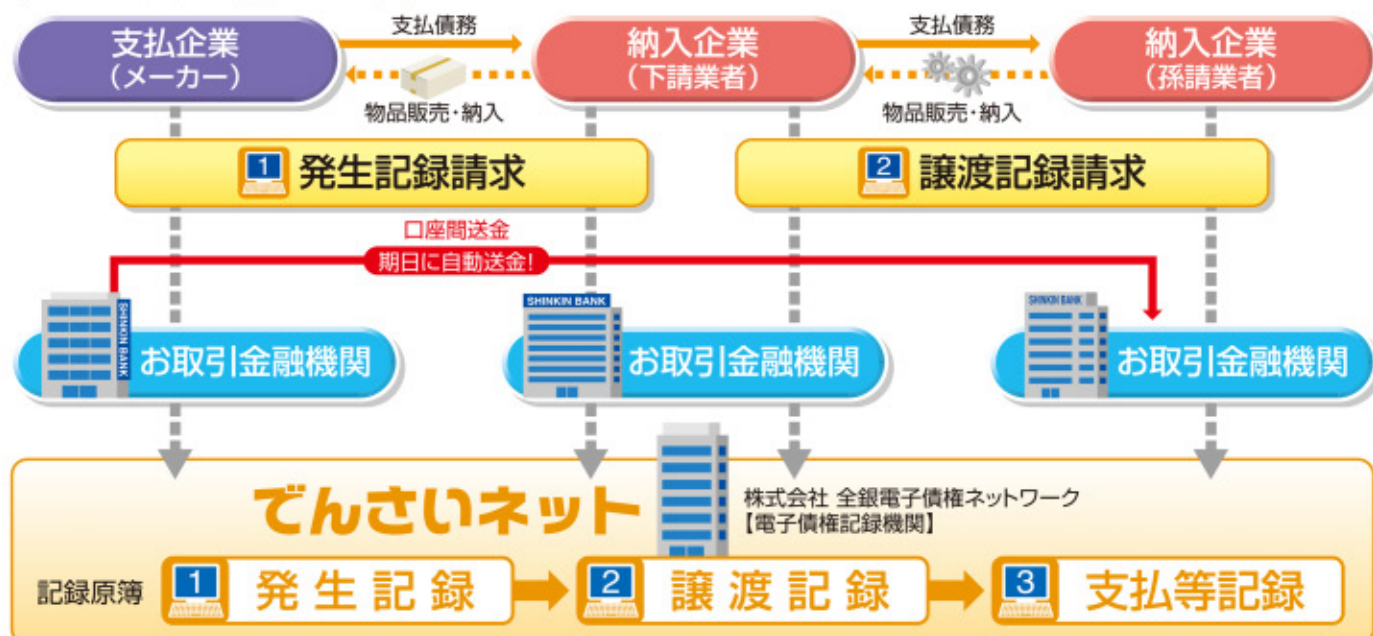 支払企業
(メーカー)
支払債務
物品販売・納入
納入企業
(下請業者)
支払債務
物品販売・納入
納入企業
(孫請業者)
1 発生記録請求
2 譲渡記録請求
口座間送金
期日に自動送金!
SHINKIN BANK
お取引金融機関
SHINKIN BANK
お取引金融機関
SHINKIN BANK
お取引金融機関
でんさいネット
株式会社 全銀電子債権ネットワーク
【電子債権記録機関】
記録原簿
1 発生記録
2 譲渡記録
3 支払等記録